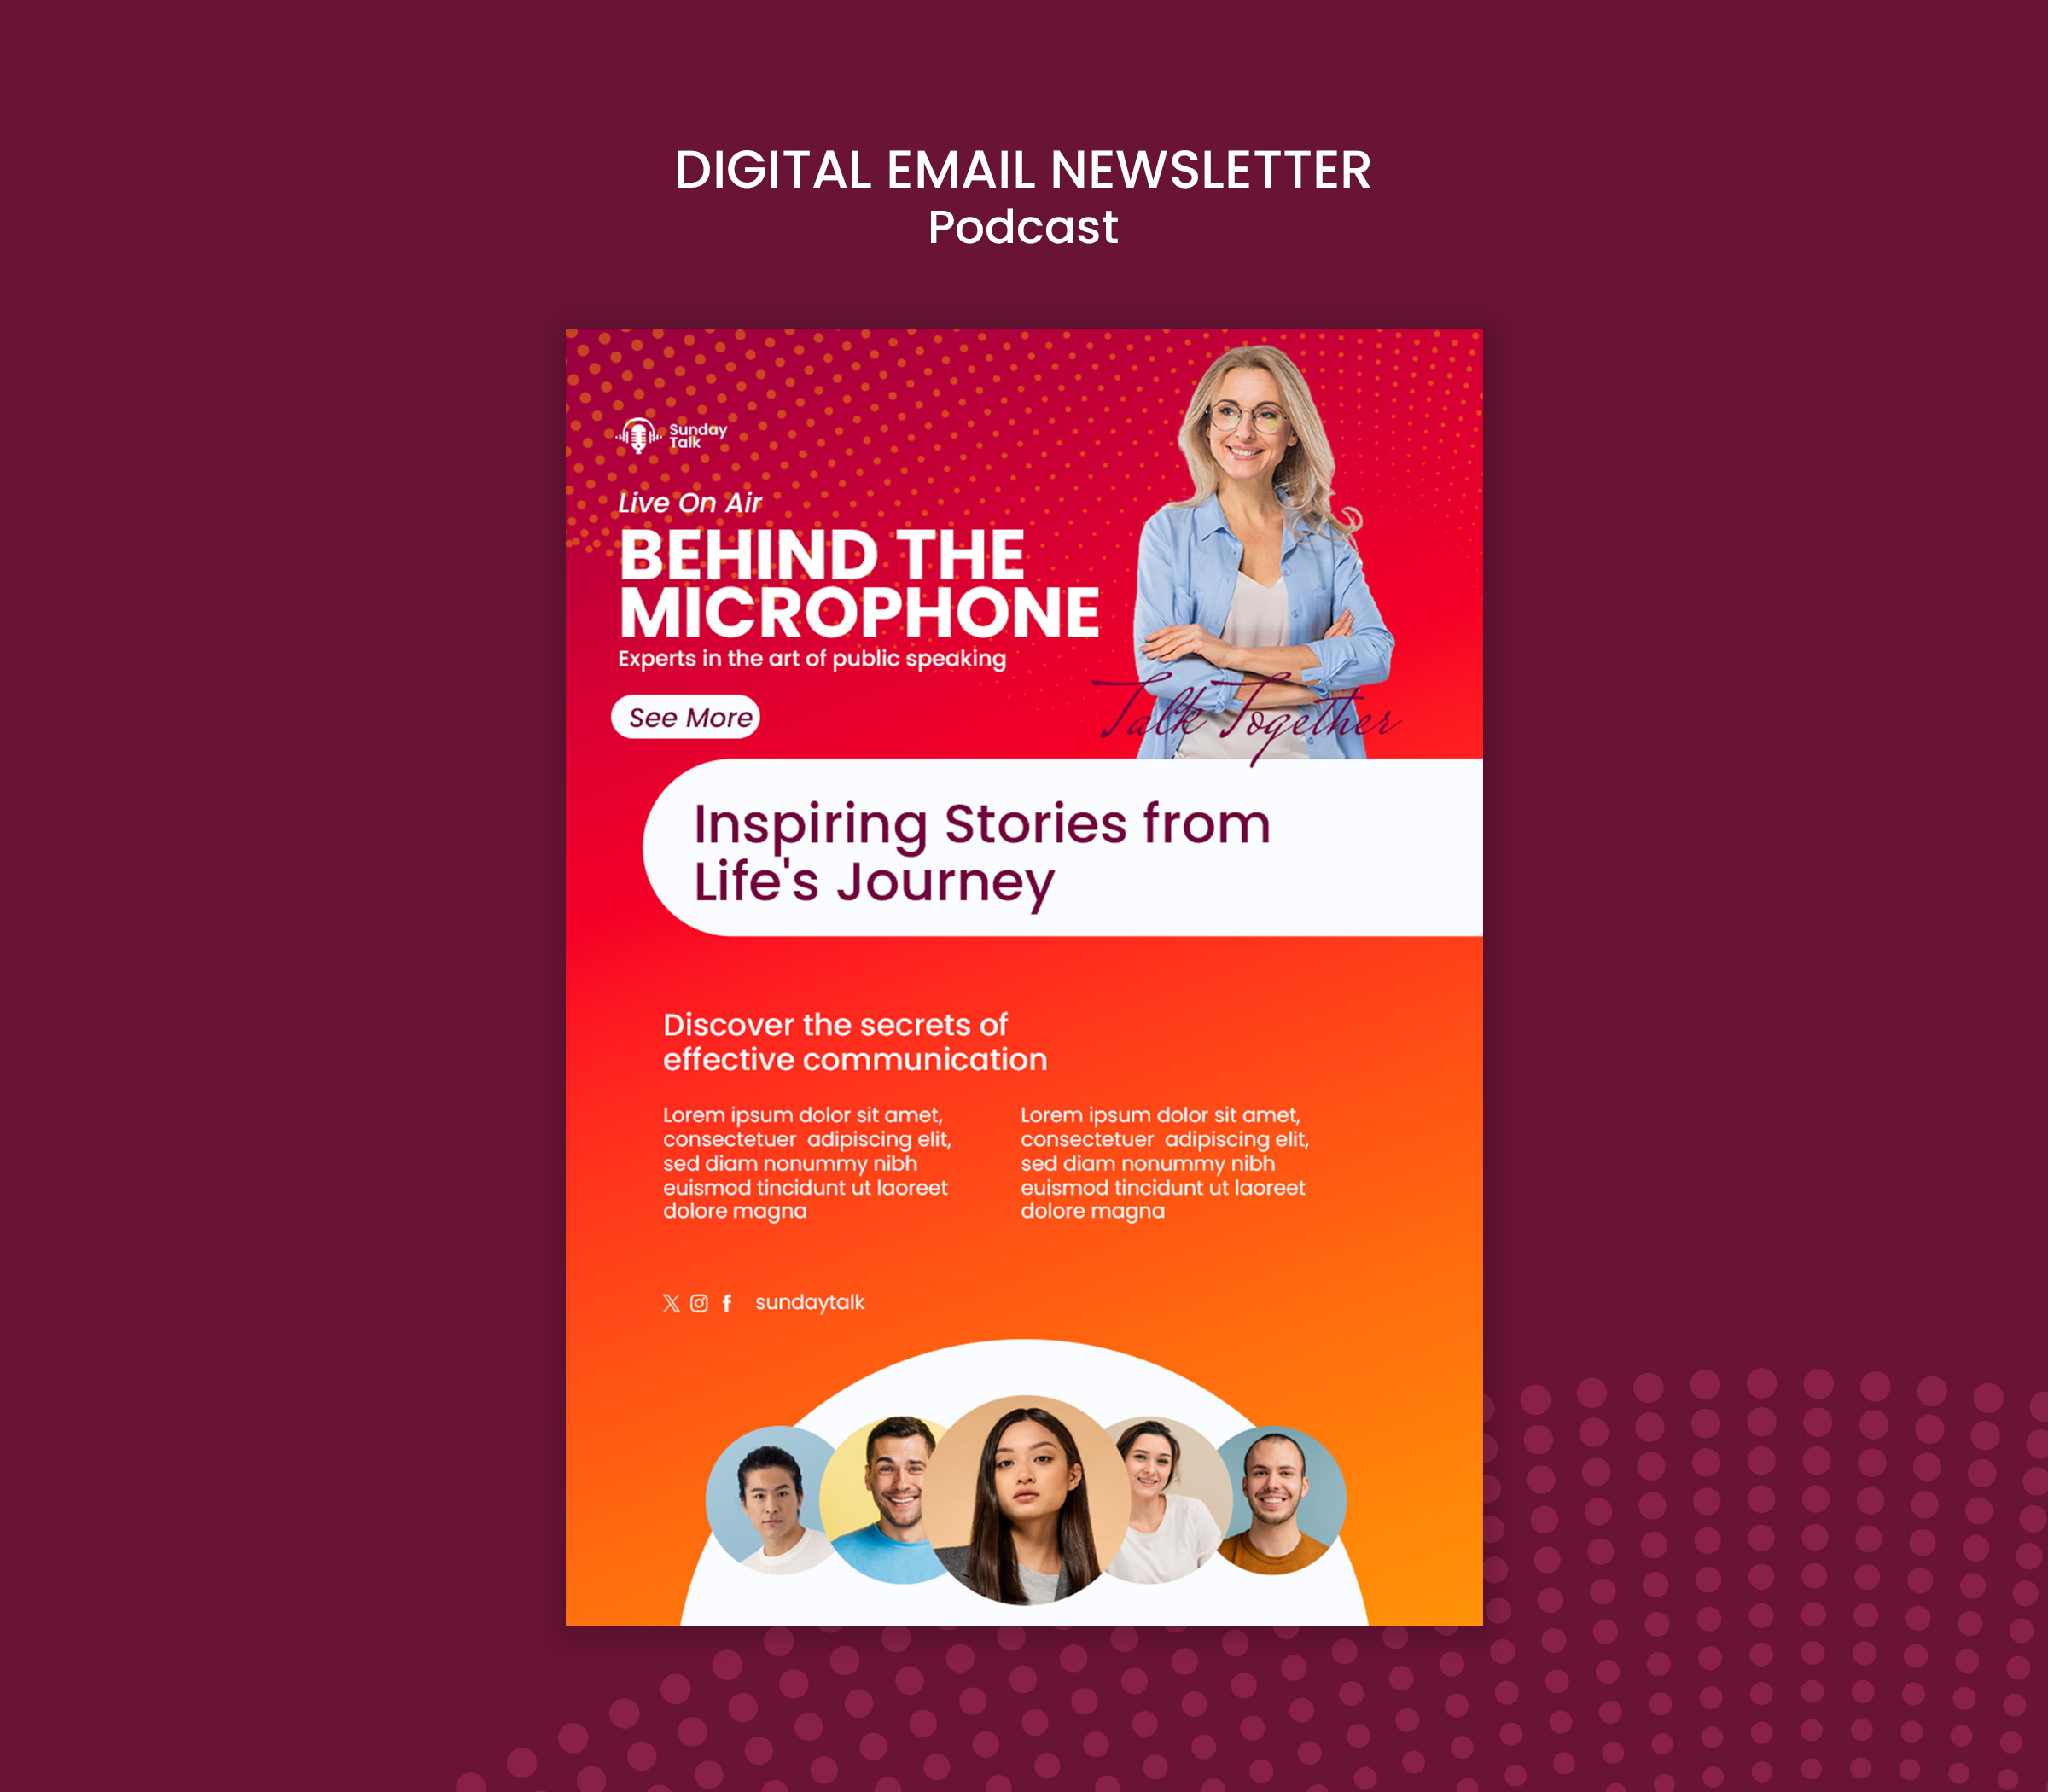 DIGITAL EMAIL NEWSLETTER
Podcast
Sunday
Talk
Live On Air
BEHIND THE
MICROPHONE
Experts in the art of public speaking
See More
Talk Together
Inspiring Stories from
Life's Journey
Discover the secrets of
effective communication
Lorem ipsum dolor sit amet,
consectetuer  adipiscing elit,
sed diam nonummy nibh
euismod tincidunt ut laoreet
dolore magna
Lorem ipsum dolor sit amet,
consectetuer  adipiscing elit,
sed diam nonummy nibh
euismod tincidunt ut laoreet
dolore magna
sundaytalk